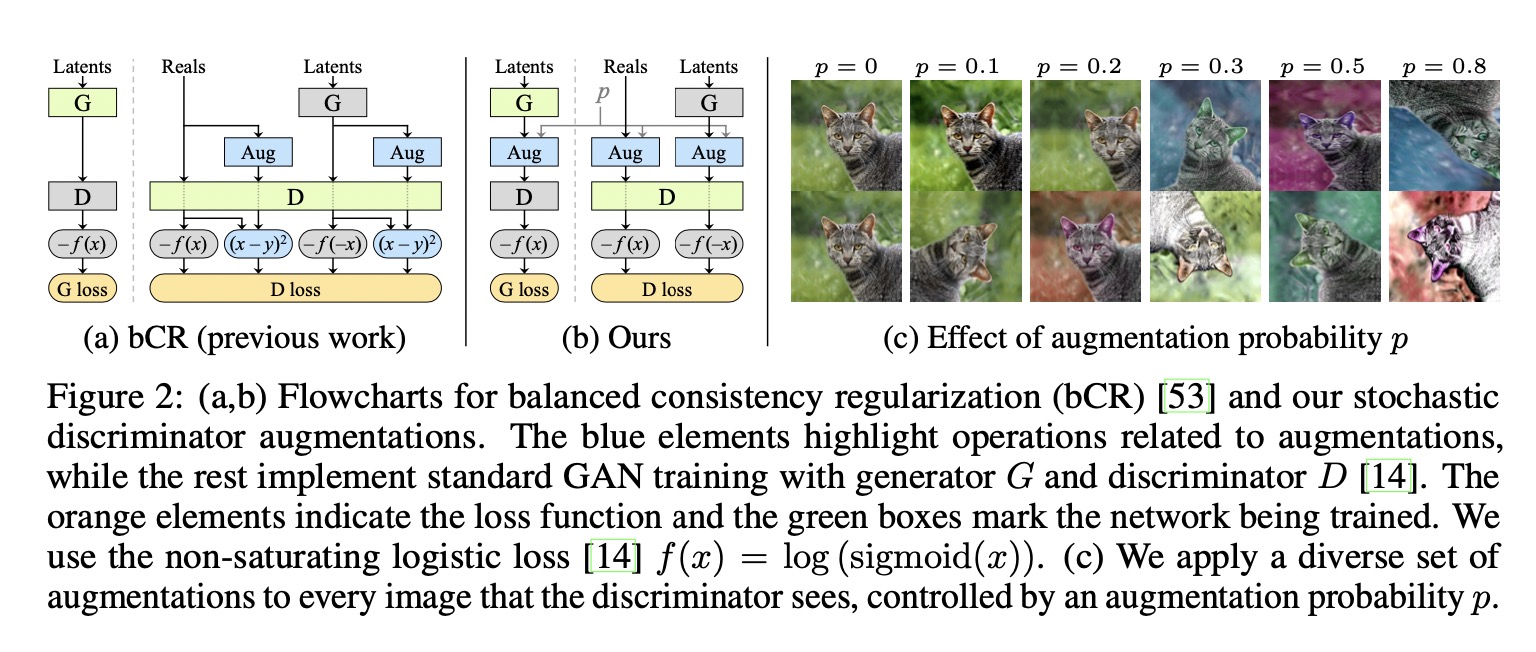 Latents Reals Latents Latents Reals Latents p = 0 p = 0.1 p = 0.2 p = 0.3 p = 0.5 p = 0.8
G G G p G
Aug Aug Aug Aug Aug
D D D D
−f(x) −f(x) (x−y)² −f(−x) (x−y)² −f(x) −f(x) −f(−x)
G loss D loss G loss D loss
(a) bCR (previous work) (b) Ours (c) Effect of augmentation probability p
Figure 2: (a,b) Flowcharts for balanced consistency regularization (bCR) [53] and our stochastic
discriminator augmentations. The blue elements highlight operations related to augmentations,
while the rest implement standard GAN training with generator G and discriminator D [14]. The
orange elements indicate the loss function and the green boxes mark the network being trained. We
use the non-saturating logistic loss [14] f(x) = log (sigmoid(x)). (c) We apply a diverse set of
augmentations to every image that the discriminator sees, controlled by an augmentation probability p.